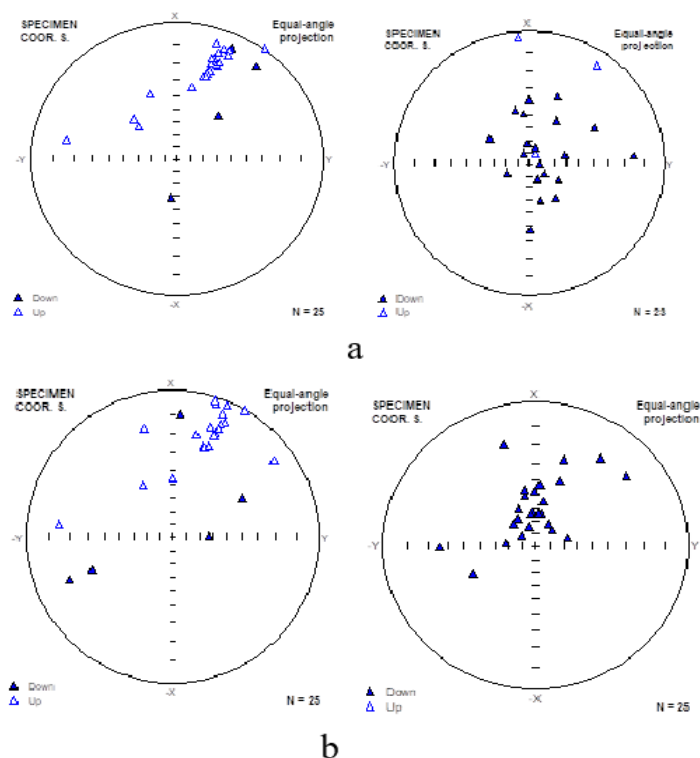 X
SPECIMEN
COOR. S.
Equal-angle
projection
-Y
Y
-X
Down
Up
N = 25
X
SPECIMEN
COOR. S.
Equal-angle
projection
-Y
Y
-X
Down
Up
N = 23
a
X
SPECIMEN
COOR. S.
Equal-angle
projection
-Y
Y
-X
Down
Up
N = 25
X
SPECIMEN
COOR. S.
Equal-angle
projection
-Y
Y
-X
Down
Up
N = 25
b